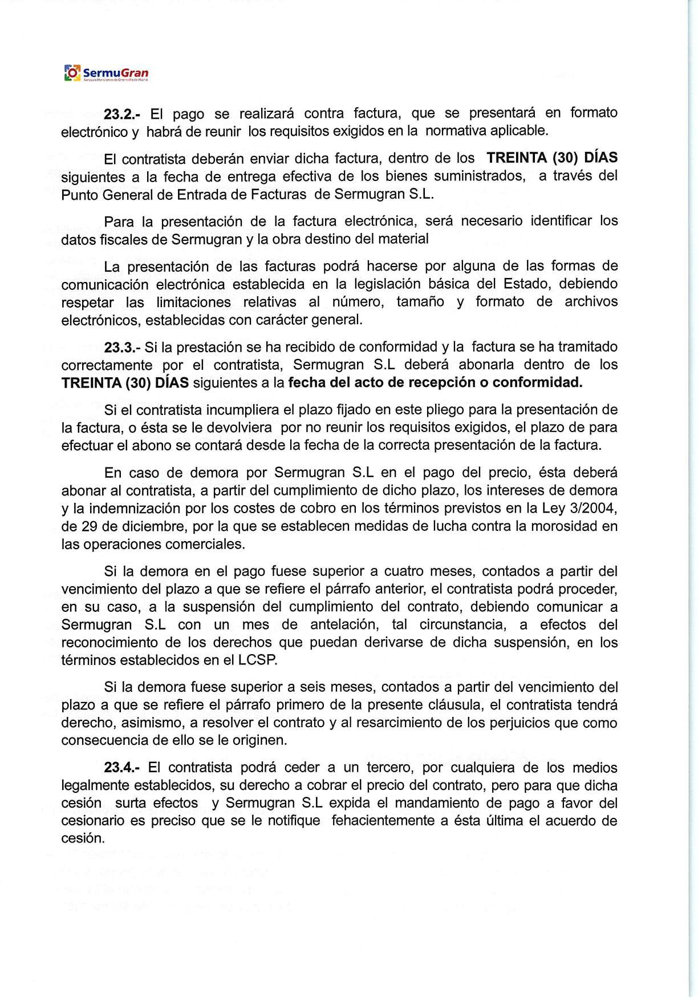 SermuGran
23.2.- El pago se realizará contra factura, que se presentará en formato
electrónico y habrá de reunir los requisitos exigidos en la normativa aplicable.
El contratista deberán enviar dicha factura, dentro de los TREINTA (30) DÍAS
siguientes a la fecha de entrega efectiva de los bienes suministrados, a través del
Punto General de Entrada de Facturas de Sermugran S.L.
Para la presentación de la factura electrónica, será necesario identificar los
datos fiscales de Sermugran y la obra destino del material
La presentación de las facturas podrá hacerse por alguna de las formas de
comunicación electrónica establecida en la legislación básica del Estado, debiendo
respetar las limitaciones relativas al número, tamaño y formato de archivos
electrónicos, establecidas con carácter general.
23.3.- Si la prestación se ha recibido de conformidad y la factura se ha tramitado
correctamente por el contratista, Sermugran S.L deberá abonarla dentro de los
TREINTA (30) DÍAS siguientes a la fecha del acto de recepción o conformidad.
Si el contratista incumpliera el plazo fijado en este pliego para la presentación de
la factura, o ésta se le devolviera por no reunir los requisitos exigidos, el plazo de para
efectuar el abono se contará desde la fecha de la correcta presentación de la factura.
En caso de demora por Sermugran S.L en el pago del precio, ésta deberá
abonar al contratista, a partir del cumplimiento de dicho plazo, los intereses de demora
y la indemnización por los costes de cobro en los términos previstos en la Ley 3/2004,
de 29 de diciembre, por la que se establecen medidas de lucha contra la morosidad en
las operaciones comerciales.
Si la demora en el pago fuese superior a cuatro meses, contados a partir del
vencimiento del plazo a que se refiere el párrafo anterior, el contratista podrá proceder,
en su caso, a la suspensión del cumplimiento del contrato, debiendo comunicar a
Sermugran S.L con un mes de antelación, tal circunstancia, a efectos del
reconocimiento de los derechos que puedan derivarse de dicha suspensión, en los
términos establecidos en el LCSP.
Si la demora fuese superior a seis meses, contados a partir del vencimiento del
plazo a que se refiere el párrafo primero de la presente cláusula, el contratista tendrá
derecho, asimismo, a resolver el contrato y al resarcimiento de los perjuicios que como
consecuencia de ello se le originen.
23.4.- El contratista podrá ceder a un tercero, por cualquiera de los medios
legalmente establecidos, su derecho a cobrar el precio del contrato, pero para que dicha
cesión surta efectos y Sermugran S.L expida el mandamiento de pago a favor del
cesionario es preciso que se le notifique fehacientemente a ésta última el acuerdo de
cesión.